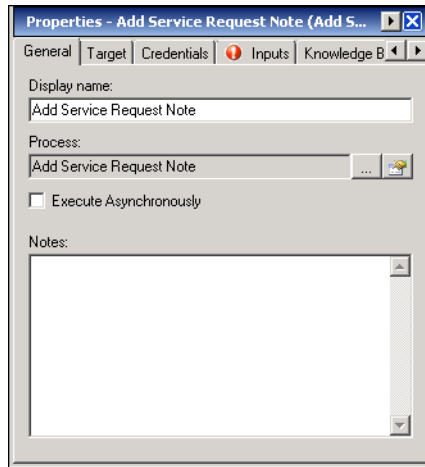 Properties - Add Service Request Note (Add S...
General Target Credentials Inputs Knowledge B
Display name:
Add Service Request Note
Process:
Add Service Request Note ...
Execute Asynchronously
Notes: